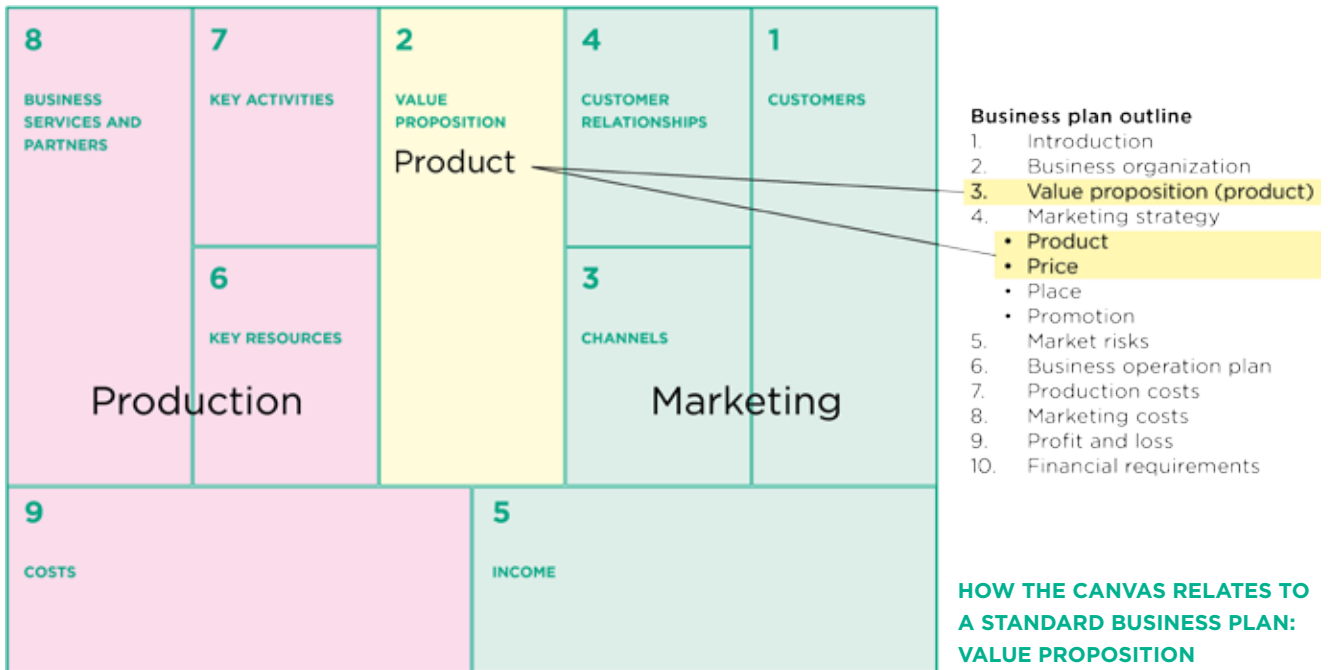 8
BUSINESS
SERVICES AND
PARTNERS
7
KEY ACTIVITIES
6
KEY RESOURCES
Production
2
VALUE
PROPOSITION
Product
4
CUSTOMER
RELATIONSHIPS
3
CHANNELS
1
CUSTOMERS
Marketing
9
COSTS
5
INCOME
Business plan outline
1. Introduction
2. Business organization
3. Value proposition (product)
4. Marketing strategy
• Product
• Price
• Place
• Promotion
5. Market risks
6. Business operation plan
7. Production costs
8. Marketing costs
9. Profit and loss
10. Financial requirements
HOW THE CANVAS RELATES TO
A STANDARD BUSINESS PLAN:
VALUE PROPOSITION